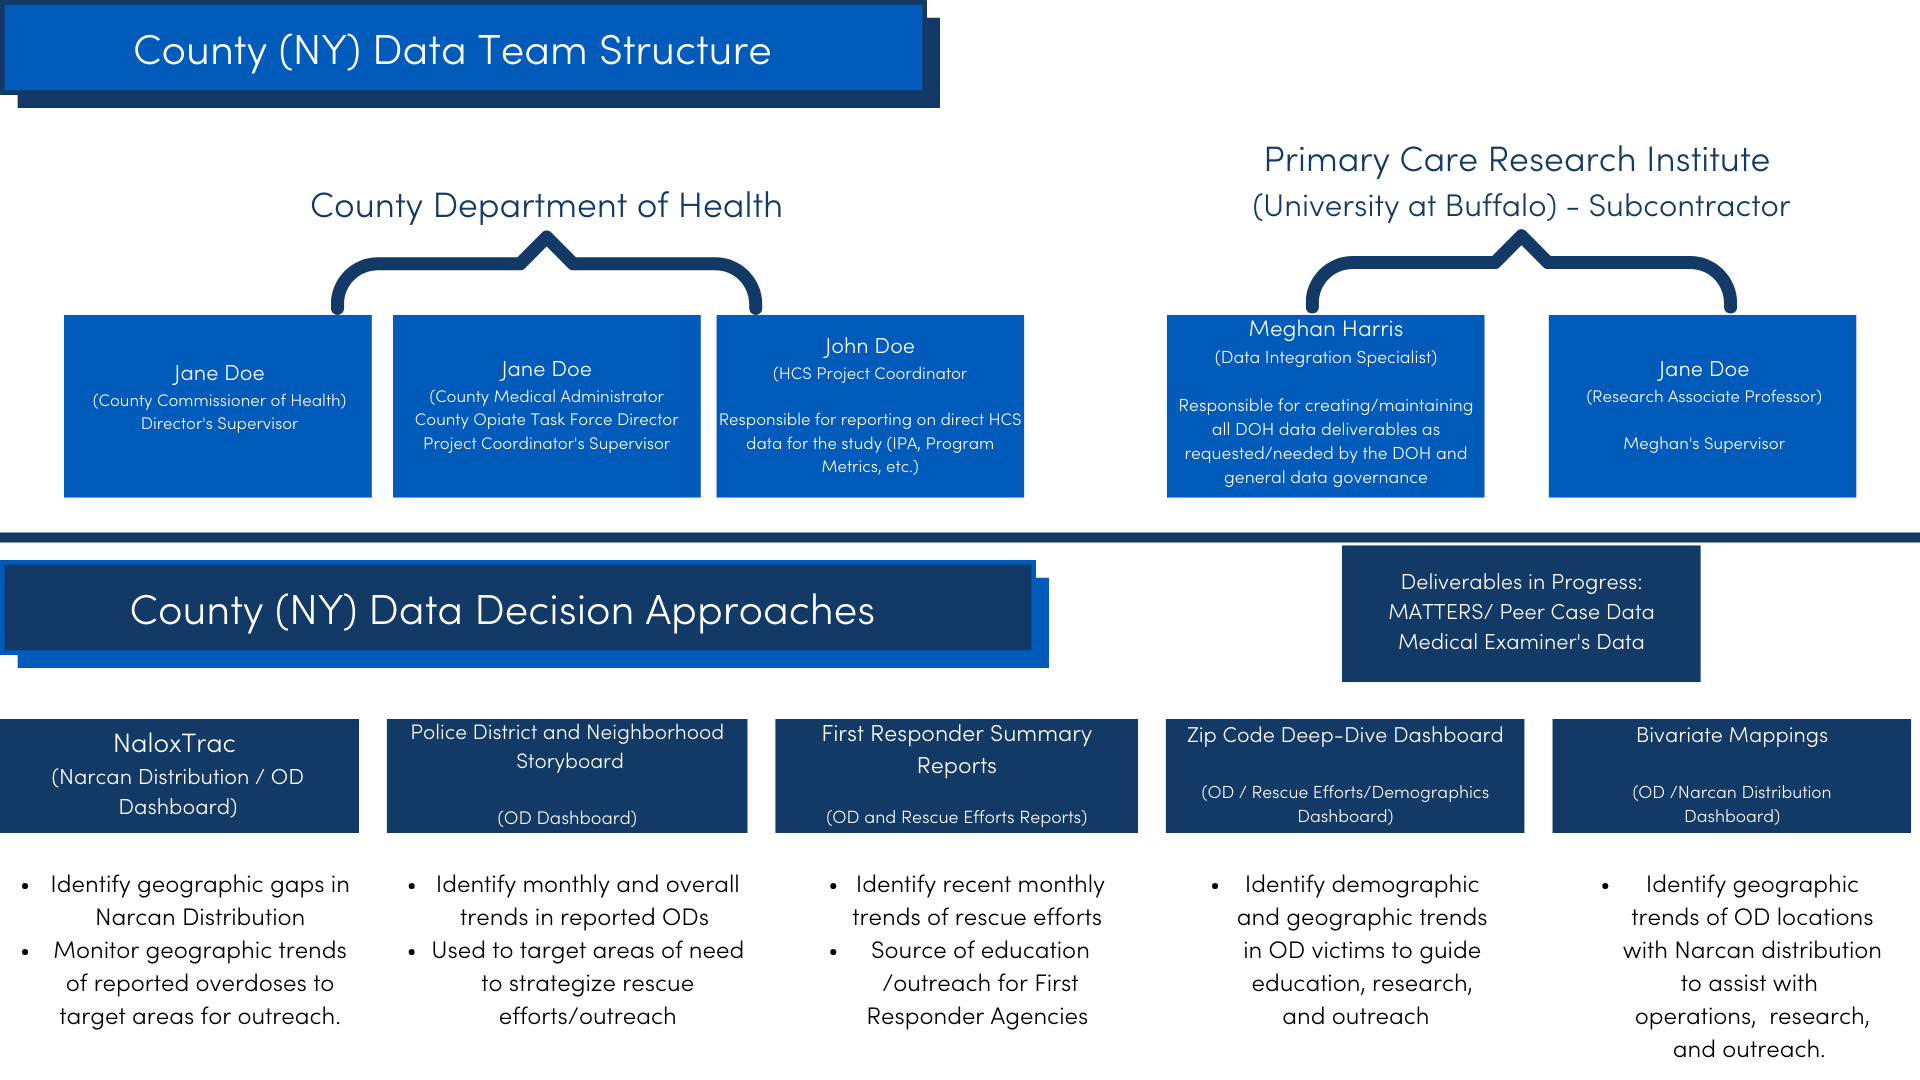 County (NY) Data Team Structure
County Department of Health
Primary Care Research Institute
(University at Buffalo) - Subcontractor
Jane Doe
(County Commissioner of Health)
Director's Supervisor
Jane Doe
(County Medical Administrator
County Opiate Task Force Director
Project Coordinator's Supervisor
John Doe
(HCS Project Coordinator
Responsible for reporting on direct HCS
data for the study (IPA, Program
Metrics, etc.)
Meghan Harris
(Data Integration Specialist)
Responsible for creating/maintaining
all DOH data deliverables as
requested/needed by the DOH and
general data governance
Jane Doe
(Research Associate Professor)
Meghan's Supervisor
County (NY) Data Decision Approaches
Deliverables in Progress:
MATTERS/ Peer Case Data
Medical Examiner's Data
NaloxTrac
(Narcan Distribution / OD
Dashboard)
• Identify geographic gaps in
Narcan Distribution
• Monitor geographic trends
of reported overdoses to
target areas for outreach.
Police District and Neighborhood
Storyboard
(OD Dashboard)
• Identify monthly and overall
trends in reported ODs
• Used to target areas of need
to strategize rescue
efforts/outreach
First Responder Summary
Reports
(OD and Rescue Efforts Reports)
• Identify recent monthly
trends of rescue efforts
• Source of education
/outreach for First
Responder Agencies
Zip Code Deep-Dive Dashboard
(OD / Rescue Efforts/Demographics
Dashboard)
• Identify demographic
and geographic trends
in OD victims to guide
education, research,
and outreach
Bivariate Mappings
(OD /Narcan Distribution
Dashboard)
• Identify geographic
trends of OD locations
with Narcan distribution
to assist with
operations, research,
and outreach.